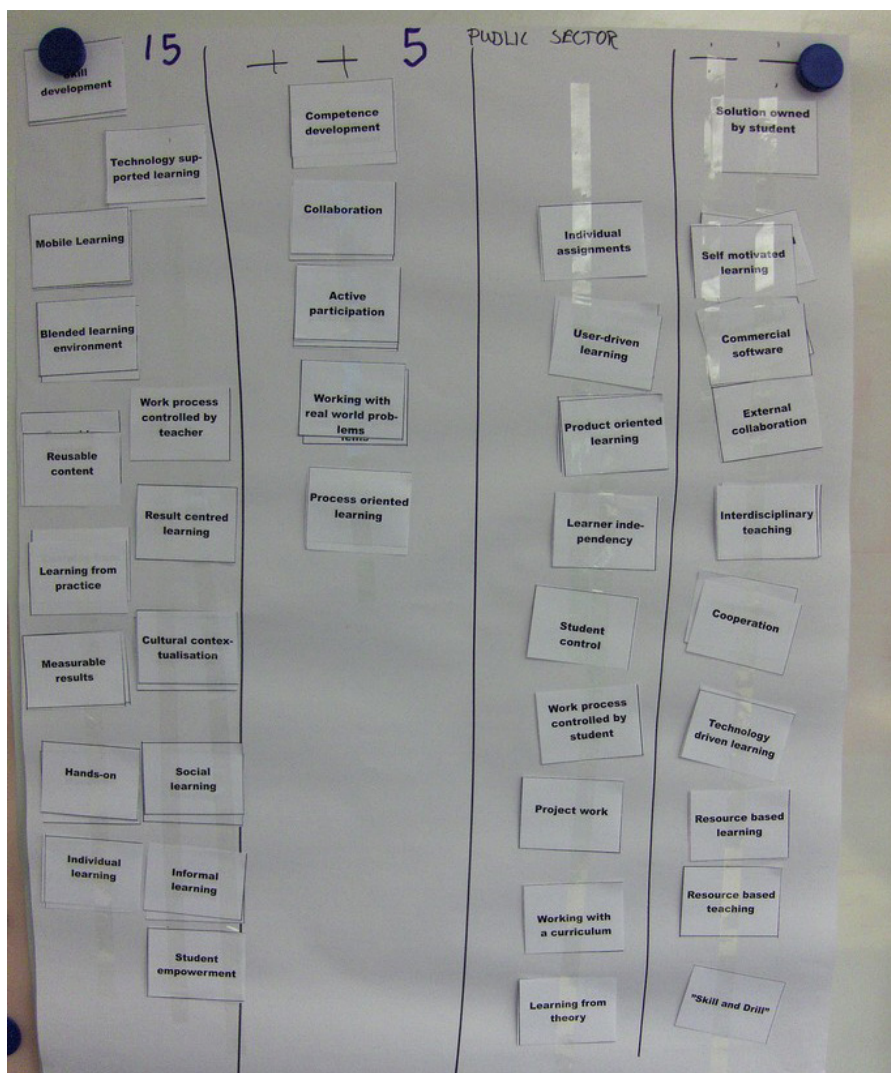 15
+ +
5
PUBLIC SECTOR
- -
Skill
development
Technology sup-
ported learning
Mobile Learning
Blended learning
environment
Work process
controlled by
teacher
Reusable
content
Result centred
learning
Learning from
practice
Cultural contex-
tualisation
Measurable
results
Hands-on
Social
learning
Individual
learning
Informal
learning
Student
empowerment
Competence
development
Collaboration
Active
participation
Working with
real world prob-
lems
lems
Process oriented
learning
Individual
assignments
User-driven
learning
Product oriented
learning
Learner inde-
pendency
Student
control
Work process
controlled by
student
Project work
Working with
a curriculum
Learning from
theory
Solution owned
by student
Self motivated
learning
Commercial
software
External
collaboration
Interdisciplinary
teaching
Cooperation
Technology
driven learning
Resource based
learning
Resource based
teaching
"Skill and Drill"